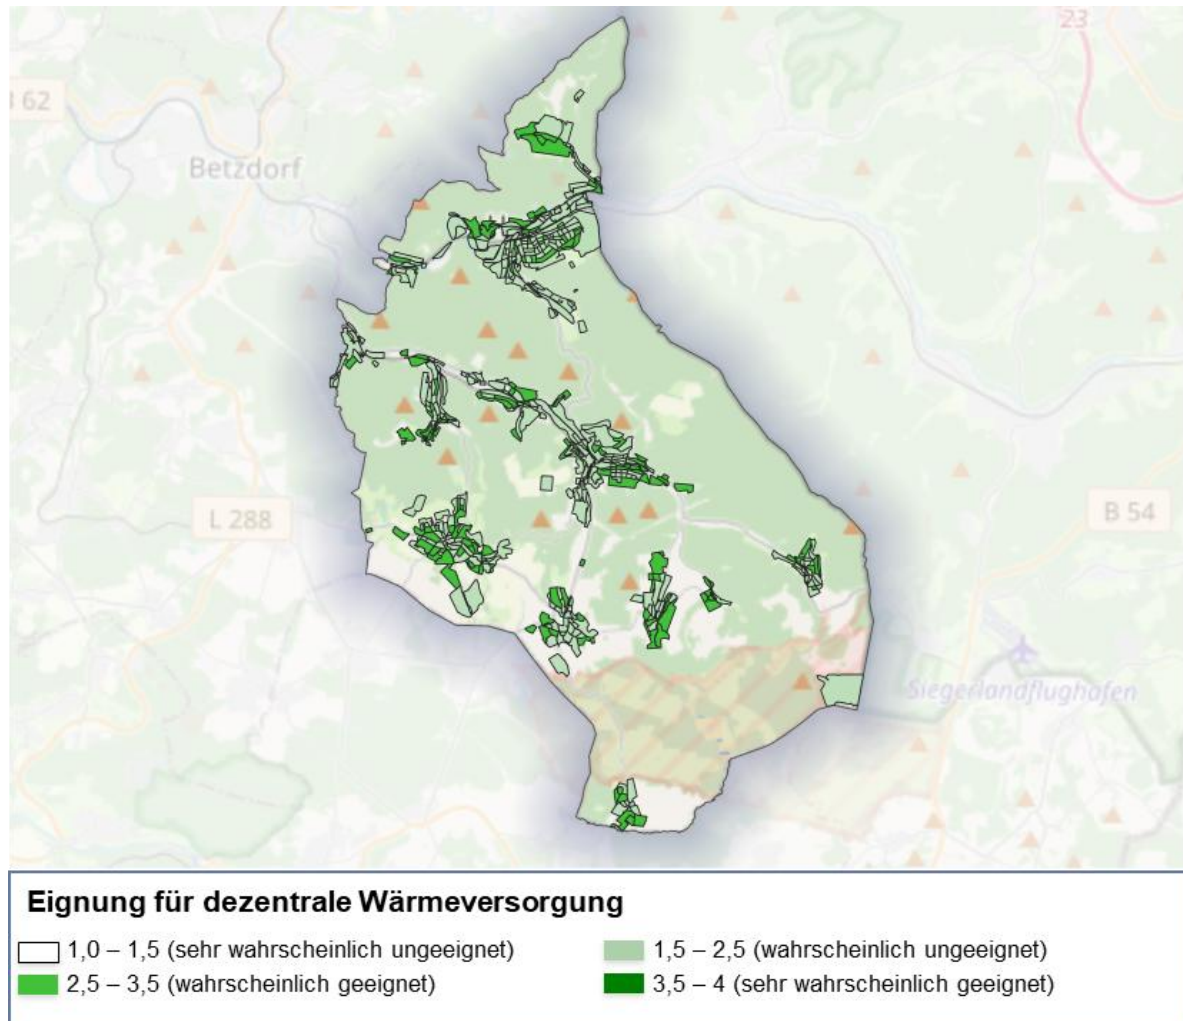 23
B 62
Betzdorf
L 288
B 54
Siegerlandflughafen
Eignung für dezentrale Wärmeversorgung
1,0 – 1,5 (sehr wahrscheinlich ungeeignet)
1,5 – 2,5 (wahrscheinlich ungeeignet)
2,5 – 3,5 (wahrscheinlich geeignet)
3,5 – 4 (sehr wahrscheinlich geeignet)